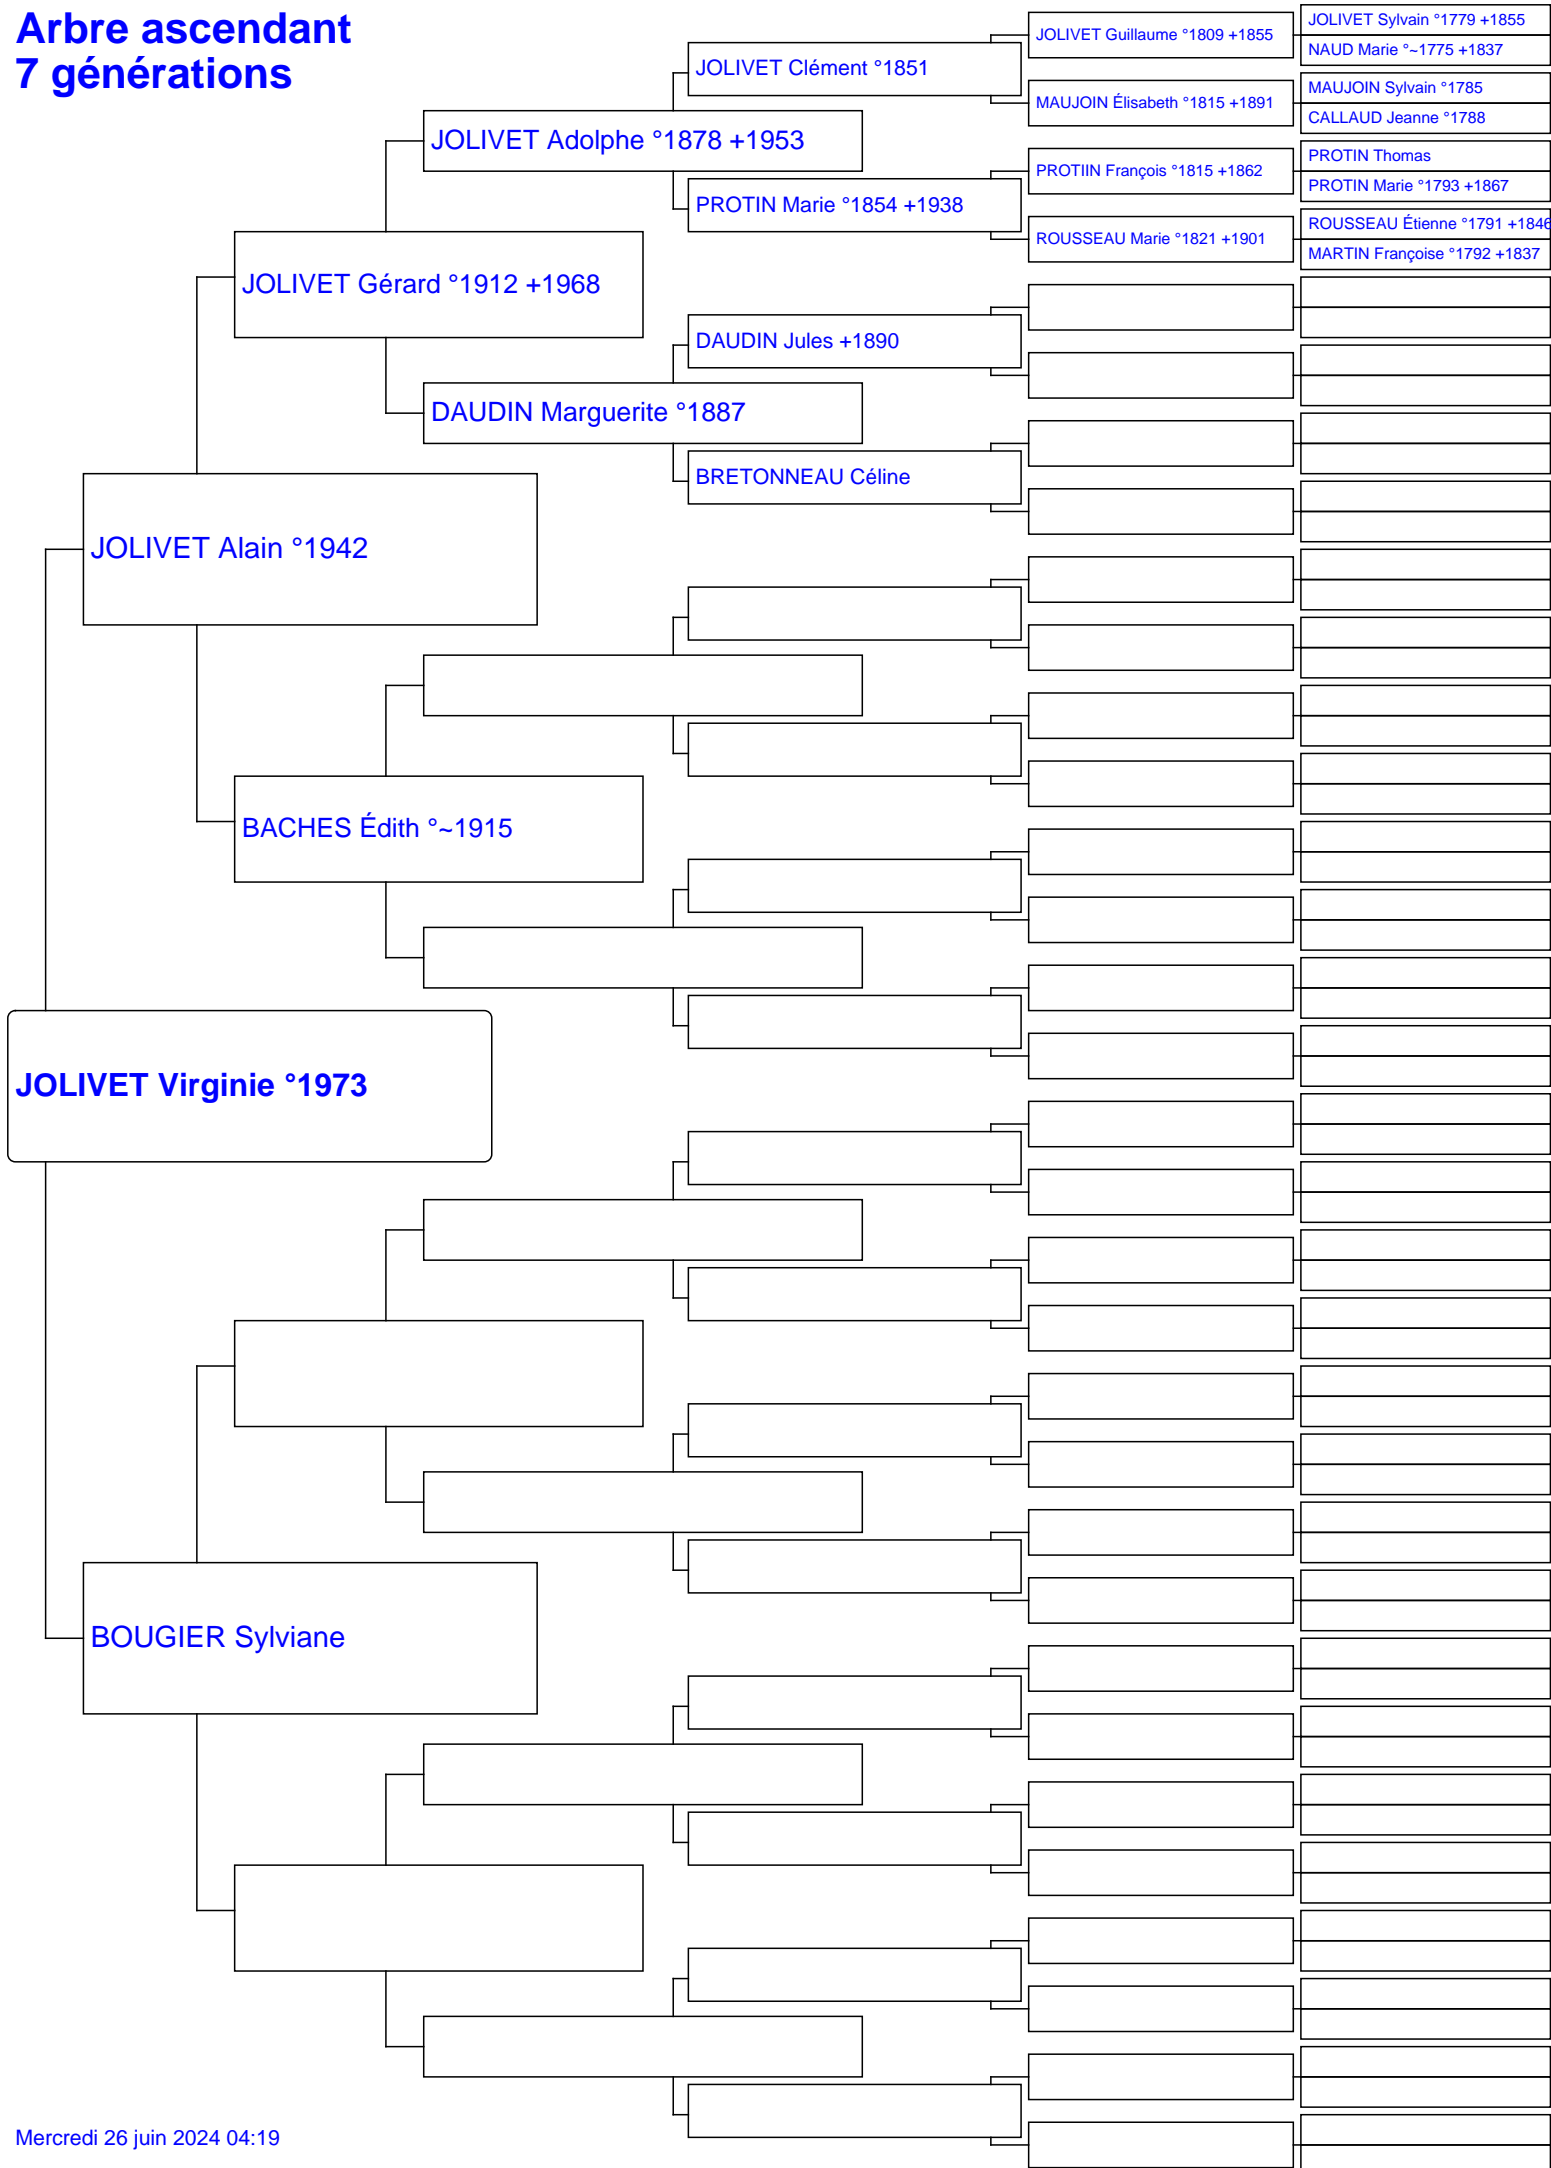 Arbre ascendant
7 générations
JOLIVET Virginie °1973
JOLIVET Alain °1942
BOUGIER Sylviane
JOLIVET Gérard °1912 +1968
BACHES Édith °~1915
JOLIVET Adolphe °1878 +1953
DAUDIN Marguerite °1887
JOLIVET Clément °1851
PROTIN Marie °1854 +1938
DAUDIN Jules +1890
BRETONNEAU Céline
JOLIVET Guillaume °1809 +1855
MAUJOIN Élisabeth °1815 +1891
PROTIIN François °1815 +1862
ROUSSEAU Marie °1821 +1901
JOLIVET Sylvain °1779 +1855
NAUD Marie °~1775 +1837
MAUJOIN Sylvain °1785
CALLAUD Jeanne °1788
PROTIN Thomas
PROTIN Marie °1793 +1867
ROUSSEAU Étienne °1791 +1846
MARTIN Françoise °1792 +1837
Mercredi 26 juin 2024 04:19